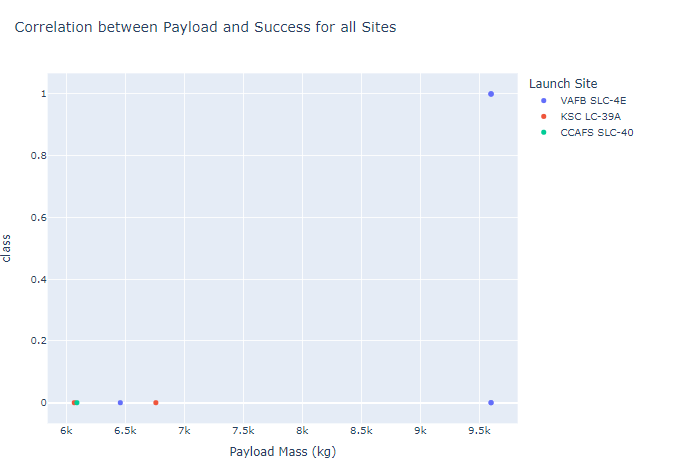 Correlation between Payload and Success for all Sites
Launch Site
VAFB SLC-4E
KSC LC-39A
CCAFS SLC-40
class
1
0.8
0.6
0.4
0.2
0
6k 6.5k 7k 7.5k 8k 8.5k 9k 9.5k
Payload Mass (kg)